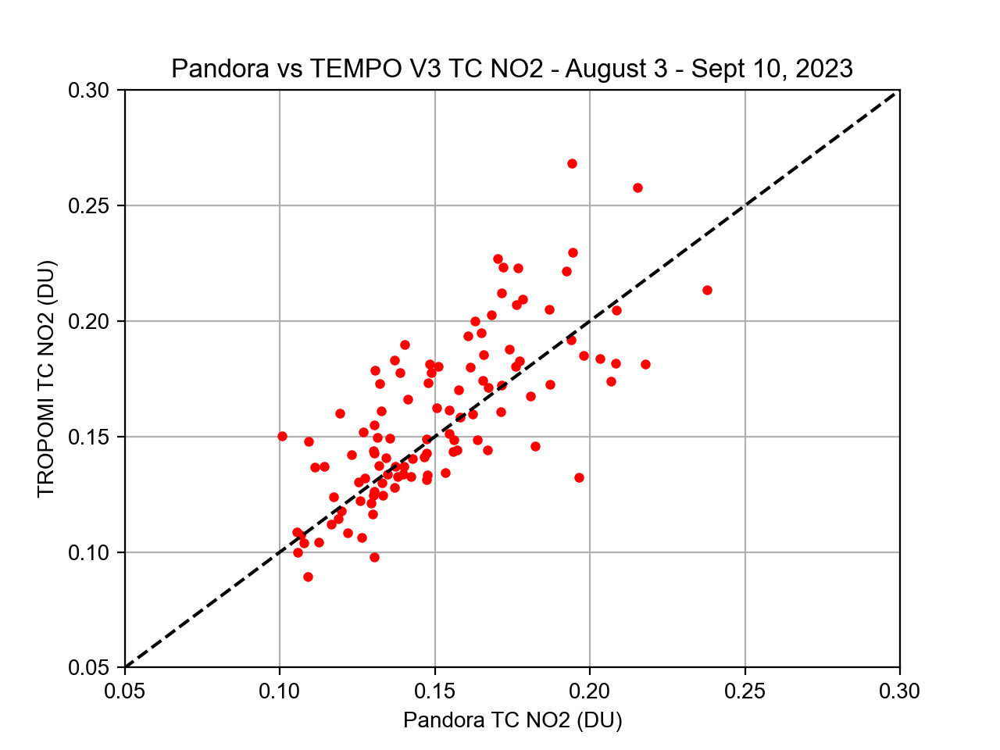 Pandora vs TEMPO V3 TC NO2 - August 3 - Sept 10, 2023
0.30
0.25
0.20
0.15
0.10
0.05
TROPOMI TC NO2 (DU)
0.05 0.10 0.15 0.20 0.25 0.30
Pandora TC NO2 (DU)